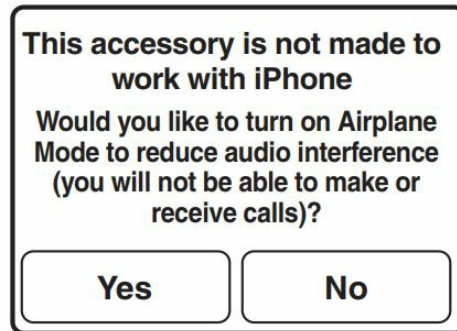 This accessory is not made to
work with iPhone
Would you like to turn on Airplane
Mode to reduce audio interference
(you will not be able to make or
receive calls)?
Yes
No